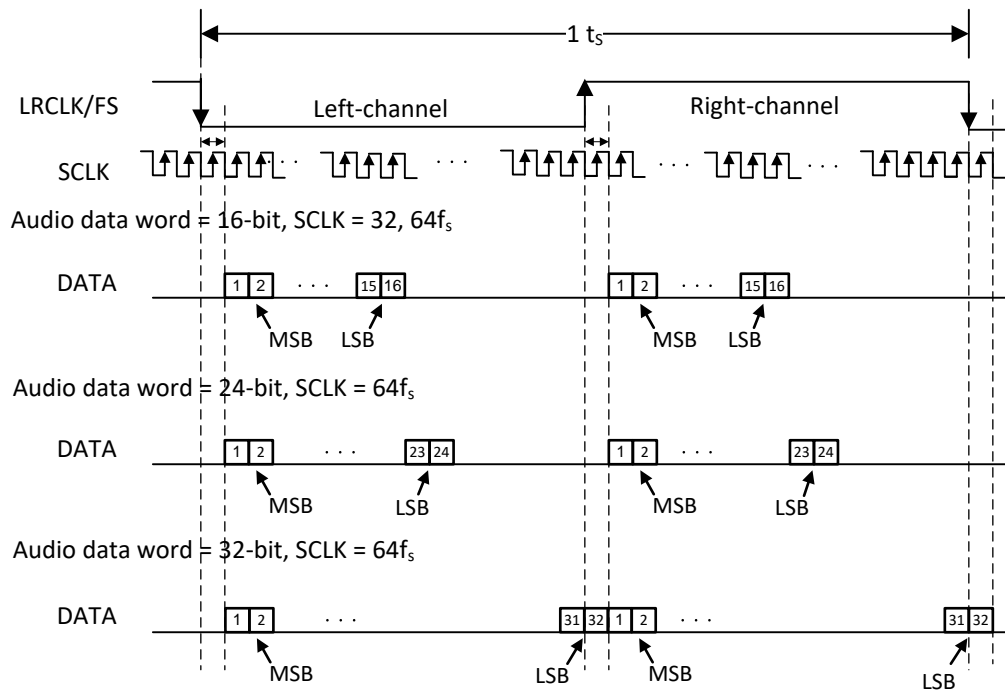 1 tₛ
LRCLK/FS
Left-channel
Right-channel
SCLK
· · ·
· · ·
· · ·
· · ·
Audio data word = 16-bit, SCLK = 32, 64fₛ
DATA
1 2 · · · 15 16 1 2 · · · 15 16
MSB LSB MSB LSB
Audio data word = 24-bit, SCLK = 64fₛ
DATA
1 2 · · · 23 24 1 2 · · · 23 24
MSB LSB MSB LSB
Audio data word = 32-bit, SCLK = 64fₛ
DATA
1 2 · · · 31 32 1 2 · · · 31 32
MSB LSB MSB LSB